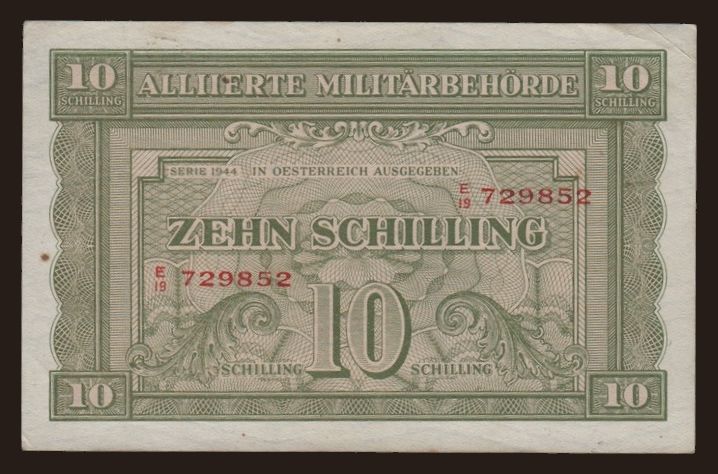 10 ALLIIERTE MILITÄRBEHÖRDE 10
SCHILLING SCHILLING
SERIE 1944 IN OESTERREICH AUSGEGEBEN
E/19 729852
ZEHN SCHILLING
E/19 729852
SCHILLING 10 SCHILLING
10 10